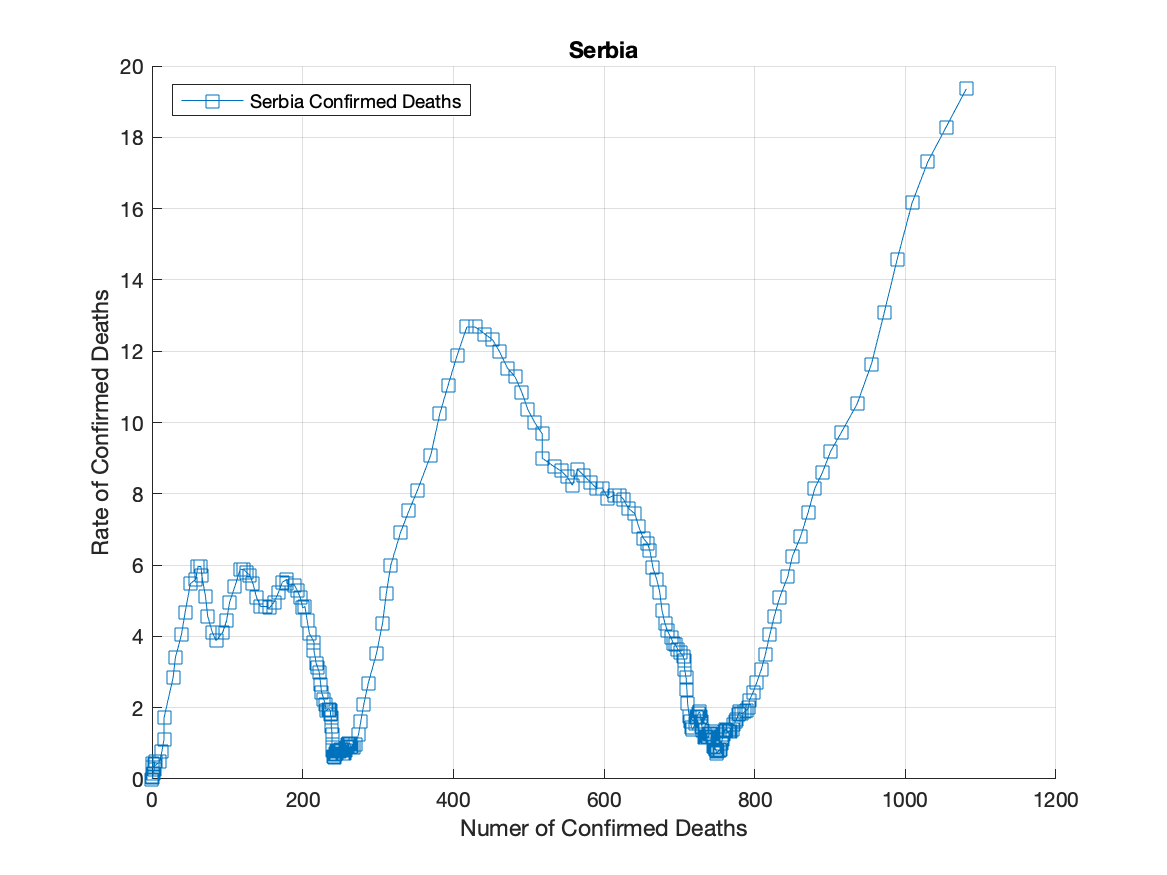 Serbia
Serbia Confirmed Deaths
Rate of Confirmed Deaths
20
18
16
14
12
10
8
6
4
2
0
0 200 400 600 800 1000 1200
Numer of Confirmed Deaths